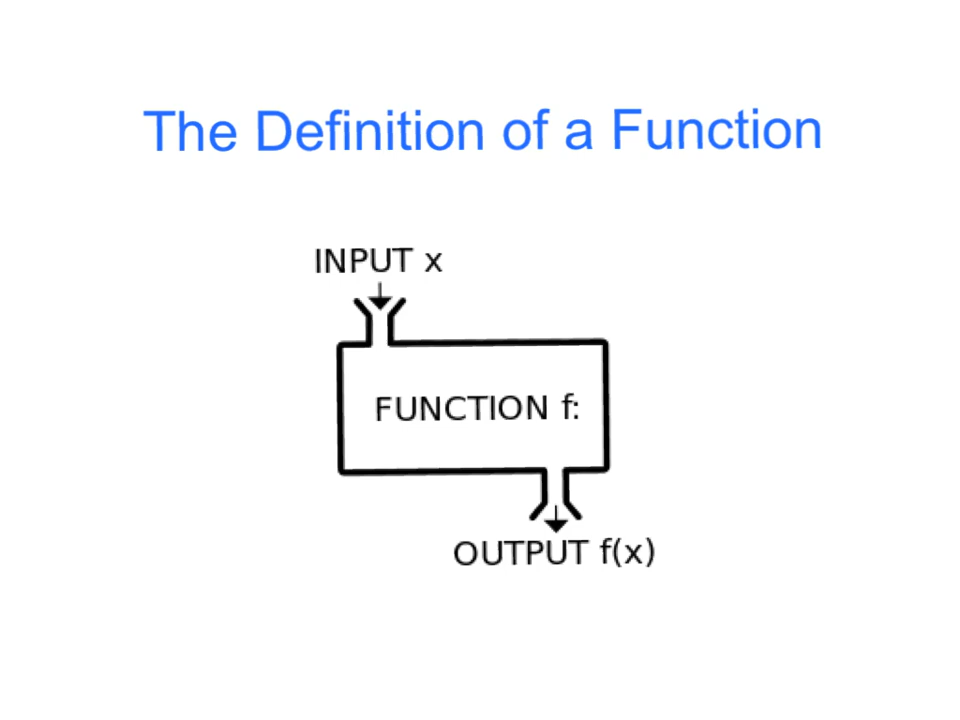 The Definition of a Function
INPUT x
FUNCTION f:
OUTPUT f(x)